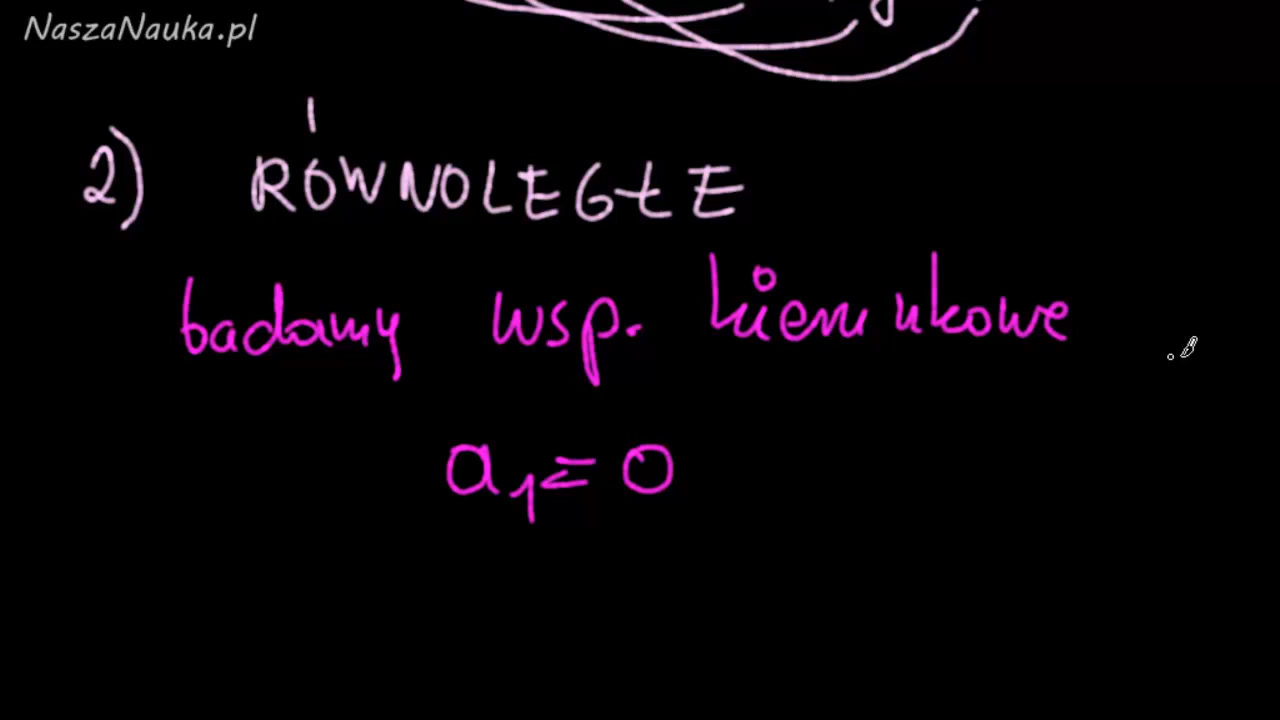 NaszaNauka.pl
2) RÓWNOLEGŁE
badamy wsp. kierunkowe
a₁ = 0